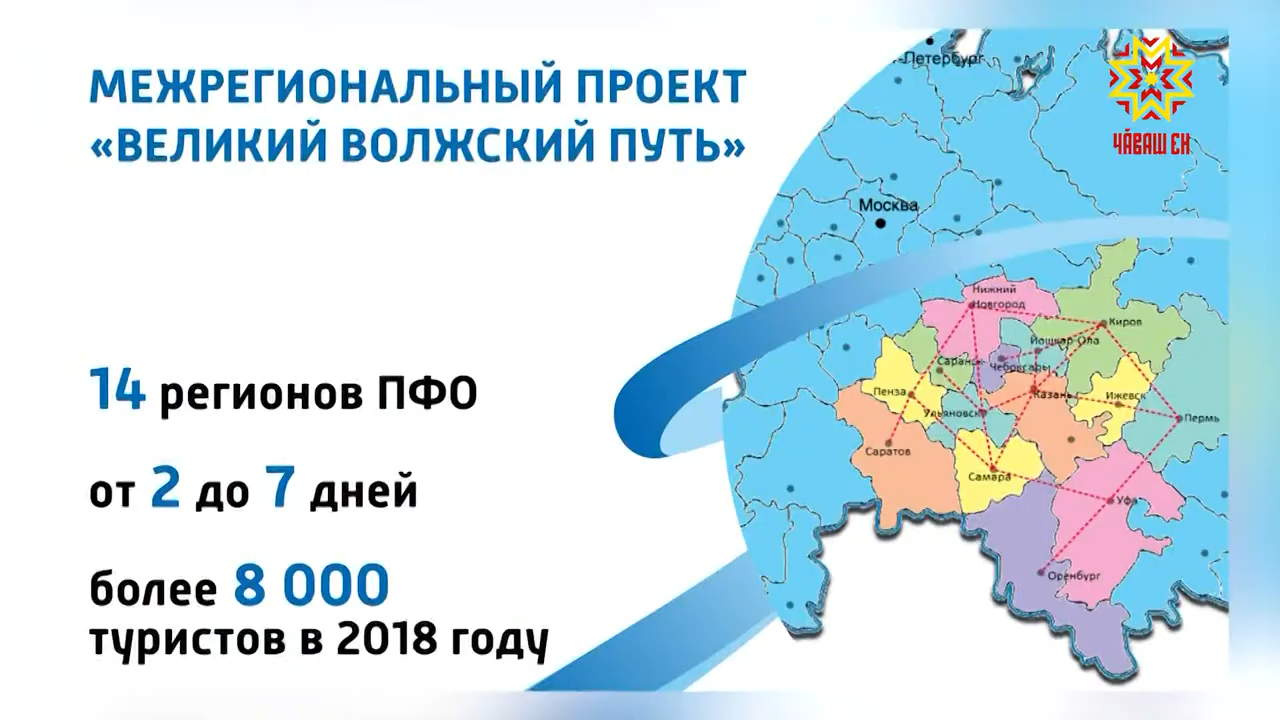 МЕЖРЕГИОНАЛЬНЫЙ ПРОЕКТ
«ВЕЛИКИЙ ВОЛЖСКИЙ ПУТЬ»
14 регионов ПФО
от 2 до 7 дней
более 8 000
туристов в 2018 году
-Петербург
ЧӐВАШ ЕН
Москва
Нижний
Новгород
Киров
Йошкар-Ола
Саранск
Чебоксары
Пенза
Казань
Ижевск
Ульяновск
Пермь
Саратов
Самара
Уфа
Оренбург